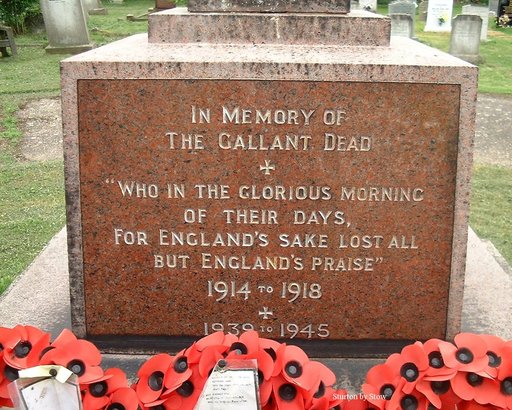 IN MEMORY OF
THE GALLANT DEAD
"WHO IN THE GLORIOUS MORNING
OF THEIR DAYS,
FOR ENGLAND'S SAKE LOST ALL
BUT ENGLAND'S PRAISE"
1914 TO 1918
1939 TO 1945
Sturton by Stow